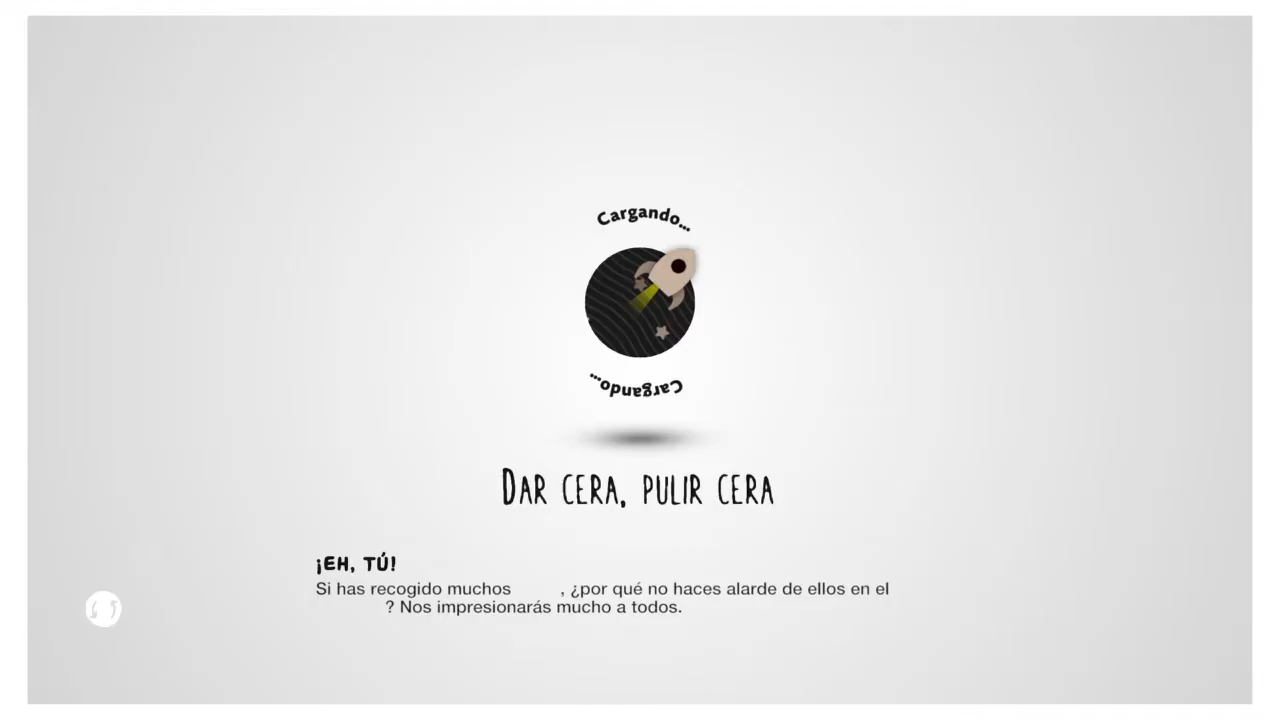 Cargando...
Cargando...
Dar cera, pulir cera
¡EH, TÚ!
Si has recogido muchos , ¿por qué no haces alarde de ellos en el
? Nos impresionarás mucho a todos.